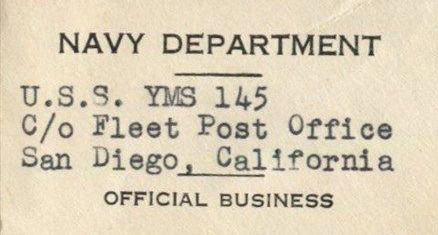 NAVY DEPARTMENT
U.S.S. YMS 145
C/o Fleet Post Office
San Diego, California
OFFICIAL BUSINESS